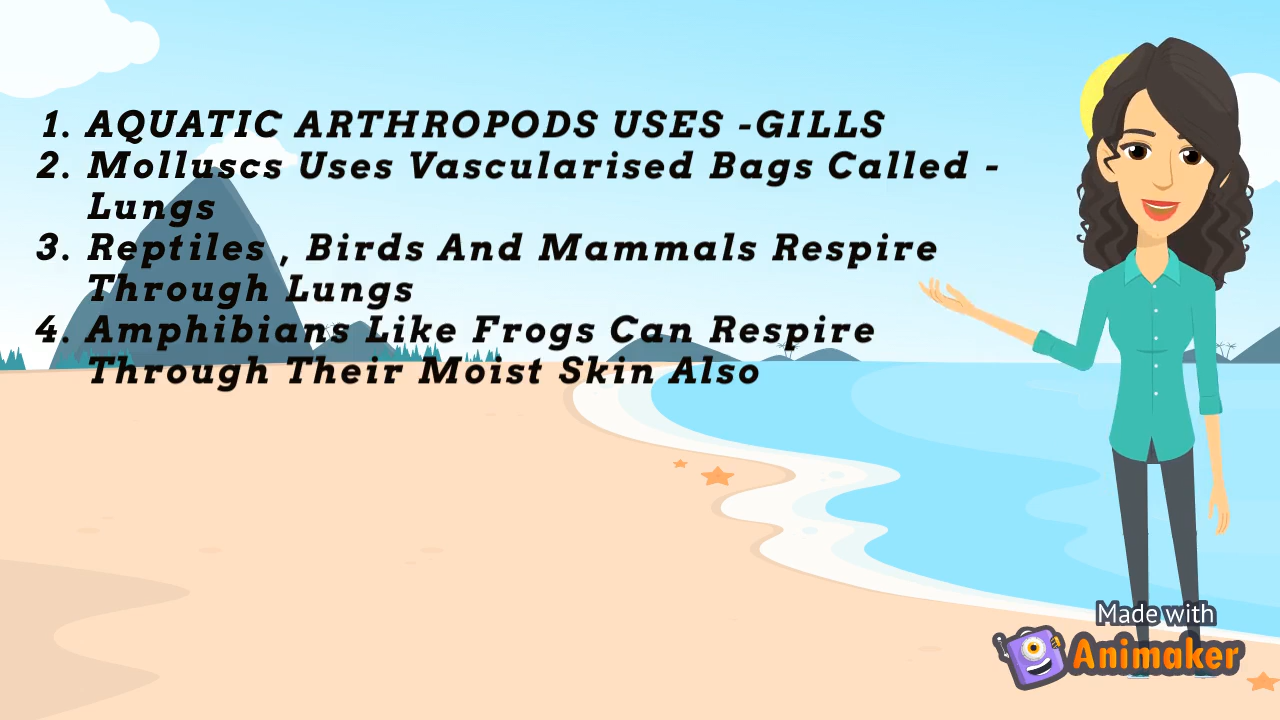 1. AQUATIC ARTHROPODS USES -GILLS
2. Molluscs Uses Vascularised Bags Called -
Lungs
3. Reptiles , Birds And Mammals Respire
Through Lungs
4. Amphibians Like Frogs Can Respire
Through Their Moist Skin Also
Made with
Animaker